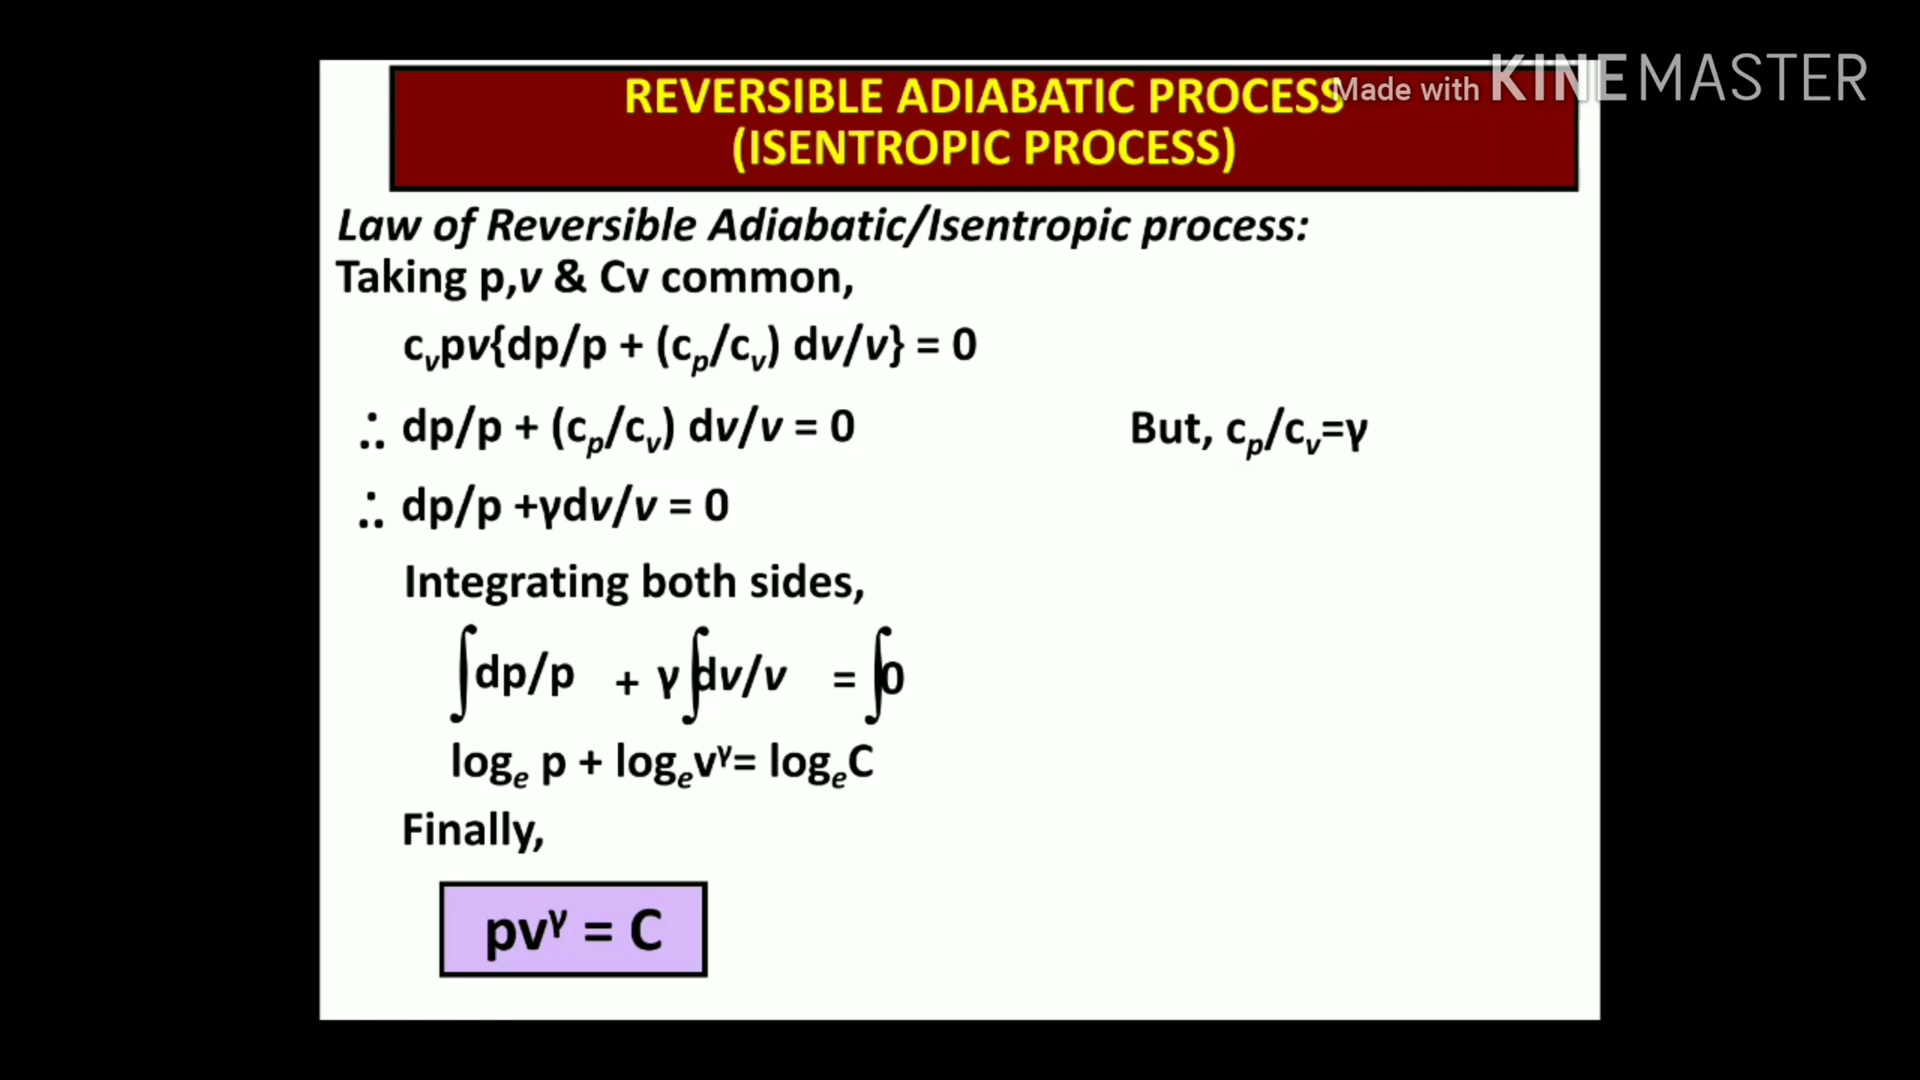 REVERSIBLE ADIABATIC PROCESS
(ISENTROPIC PROCESS)
Made with KINEMASTER
Law of Reversible Adiabatic/Isentropic process:
Taking p,v & Cv common,
cᵥpv{dp/p + (cₚ/cᵥ) dv/v} = 0
∴ dp/p + (cₚ/cᵥ) dv/v = 0
But, cₚ/cᵥ=γ
∴ dp/p +γdv/v = 0
Integrating both sides,
∫dp/p + γ∫dv/v = ∫0
logₑ p + logₑvᵞ= logₑC
Finally,
pvᵞ = C